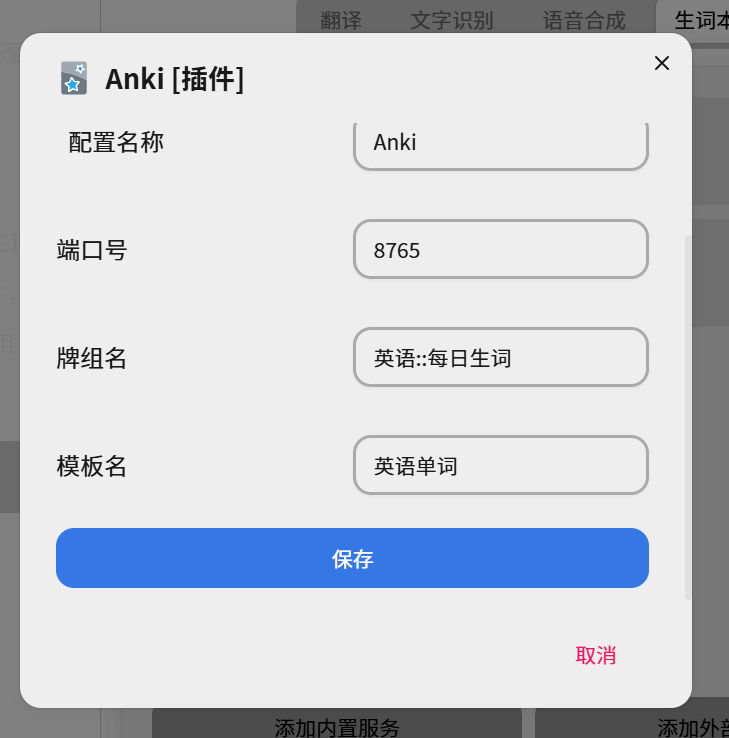 翻译 文字识别 语音合成 生词本
Anki [插件]
配置名称 Anki
端口号 8765
牌组名 英语::每日生词
模板名 英语单词
保存
取消
添加内置服务 添加外部